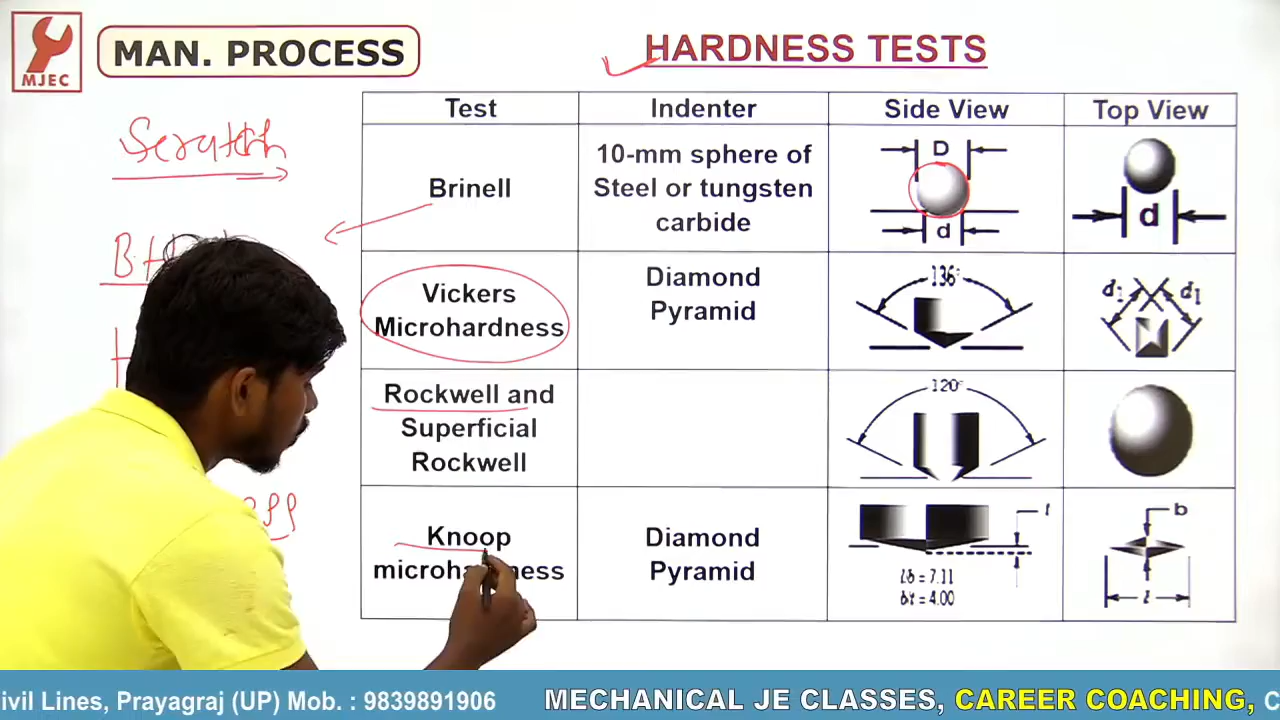 MJEC
MAN. PROCESS
HARDNESS TESTS
Scratch
B.H
Test
Indenter
Side View
Top View
Brinell
10-mm sphere of
Steel or tungsten
carbide
D
d
d
Vickers
Microhardness
Diamond
Pyramid
136°
d1 d1
Rockwell and
Superficial
Rockwell
120°
Knoop
Diamond
Pyramid
l/b = 7.11
b/t = 4.00
t
b
l
ivil Lines, Prayagraj (UP) Mob. : 9839891906
MECHANICAL JE CLASSES, CAREER COACHING, C